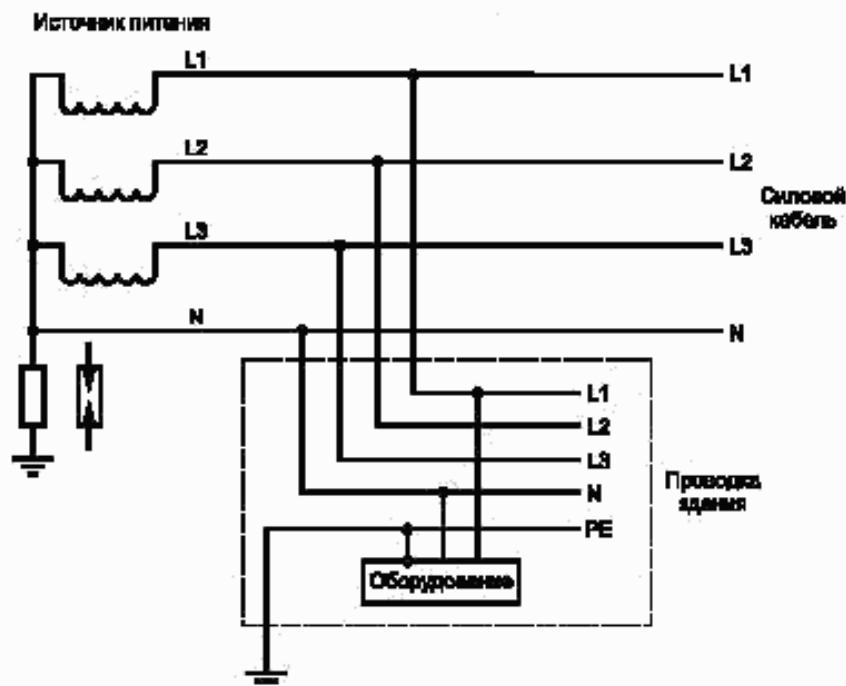 Источник питания
L1
L1
L2
L2
Силовой
кабель
L3
L3
N
N
L1
L2
L3
N
Проводка
здания
PE
Оборудование